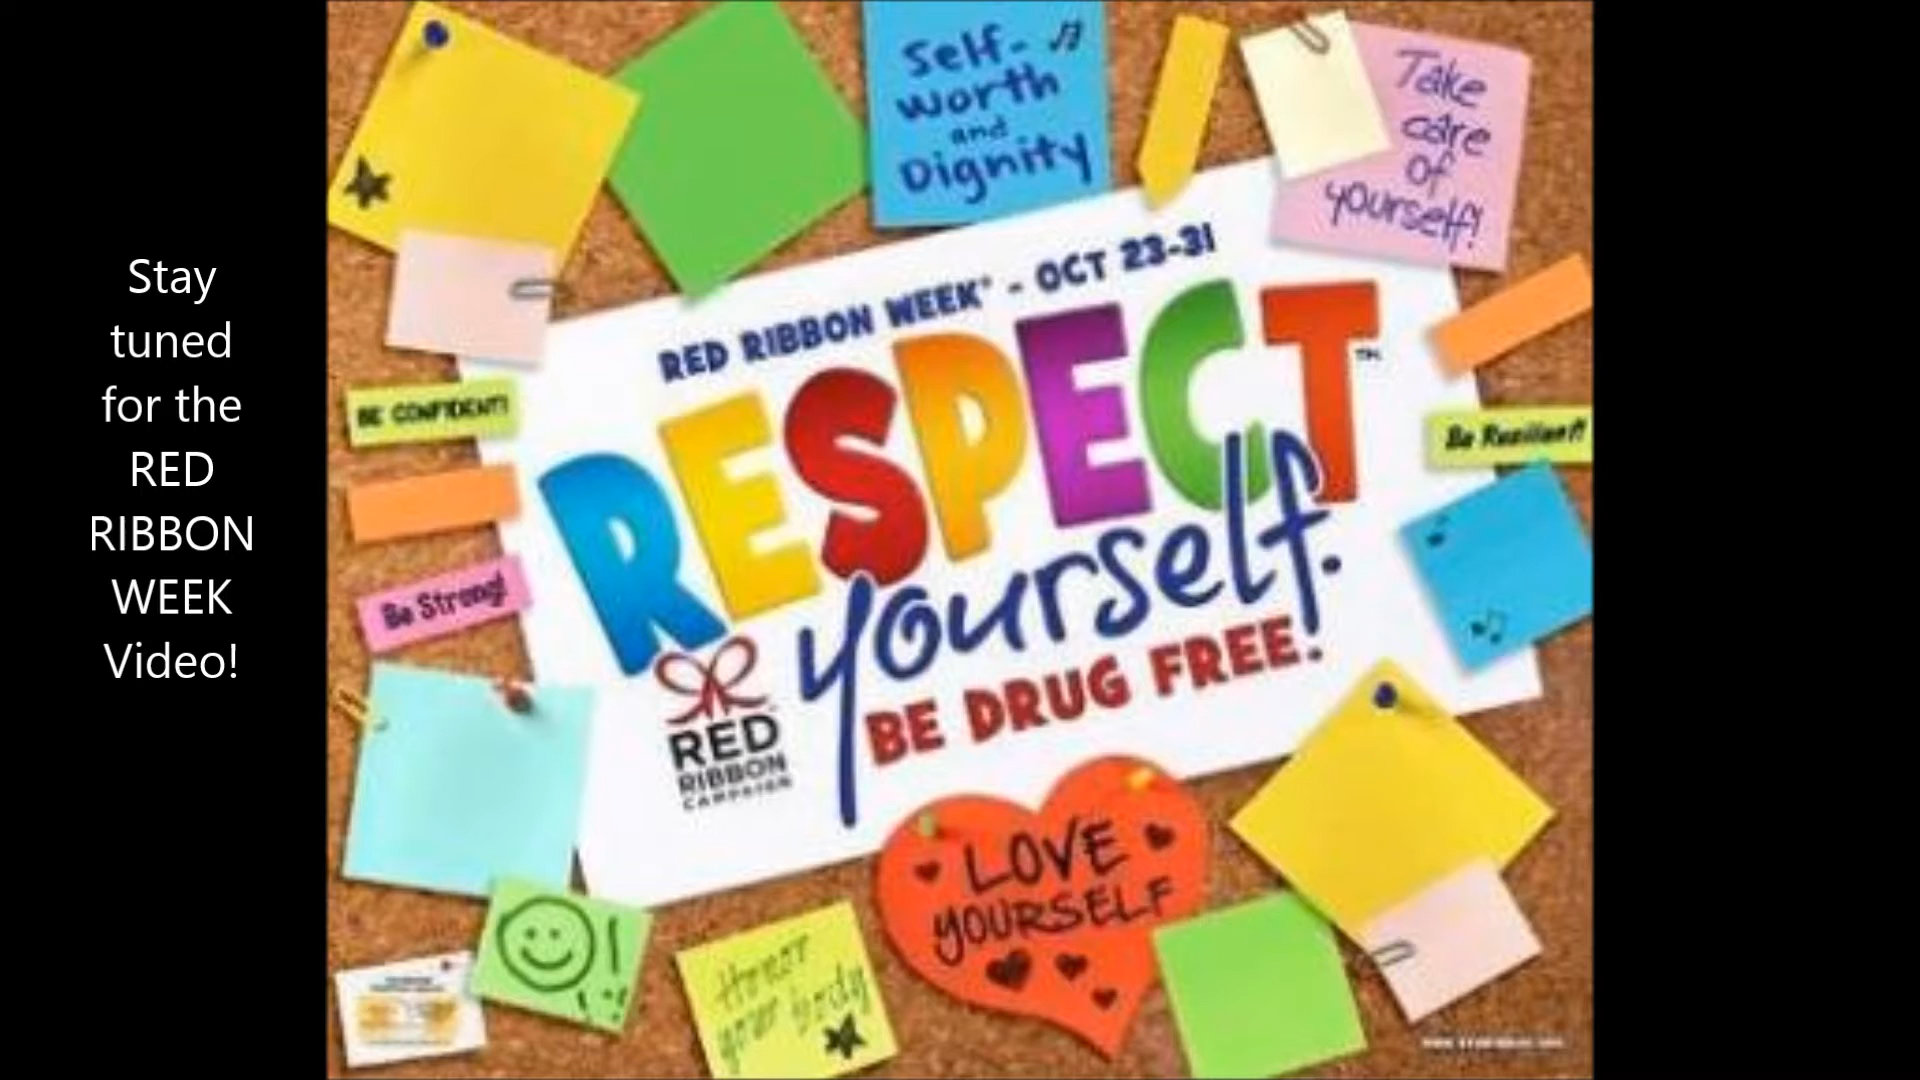 Stay
tuned
for the
RED
RIBBON
WEEK
Video!
Self-
worth
and
Dignity
Take
care
of
yourself!
RED RIBBON WEEK® - OCT 23-31
RESPECT™
yourself.
BE DRUG FREE.
RED
RIBBON
CAMPAIGN
BE CONFIDENT!
Be Strong!
Be Resilient!
LOVE
YOURSELF
Honor
your body